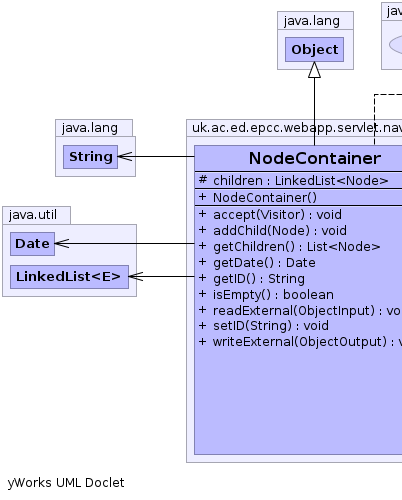 java.lang
jav
Object
java.lang
uk.ac.ed.epcc.webapp.servlet.nav
String
NodeContainer
# children : LinkedList<Node>
+ NodeContainer()
java.util
+ accept(Visitor) : void
+ addChild(Node) : void
Date
+ getChildren() : List<Node>
+ getDate() : Date
LinkedList<E>
+ getID() : String
+ isEmpty() : boolean
+ readExternal(ObjectInput) : vo
+ setID(String) : void
+ writeExternal(ObjectOutput) : v
yWorks UML Doclet